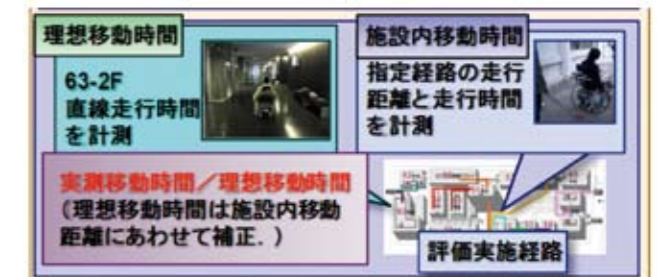 理想移動時間
63-2F
直線走行時間
を計測
施設内移動時間
指定経路の走行
距離と走行時間
を計測
実測移動時間／理想移動時間
（理想移動時間は施設内移動
距離にあわせて補正．）
評価実施経路